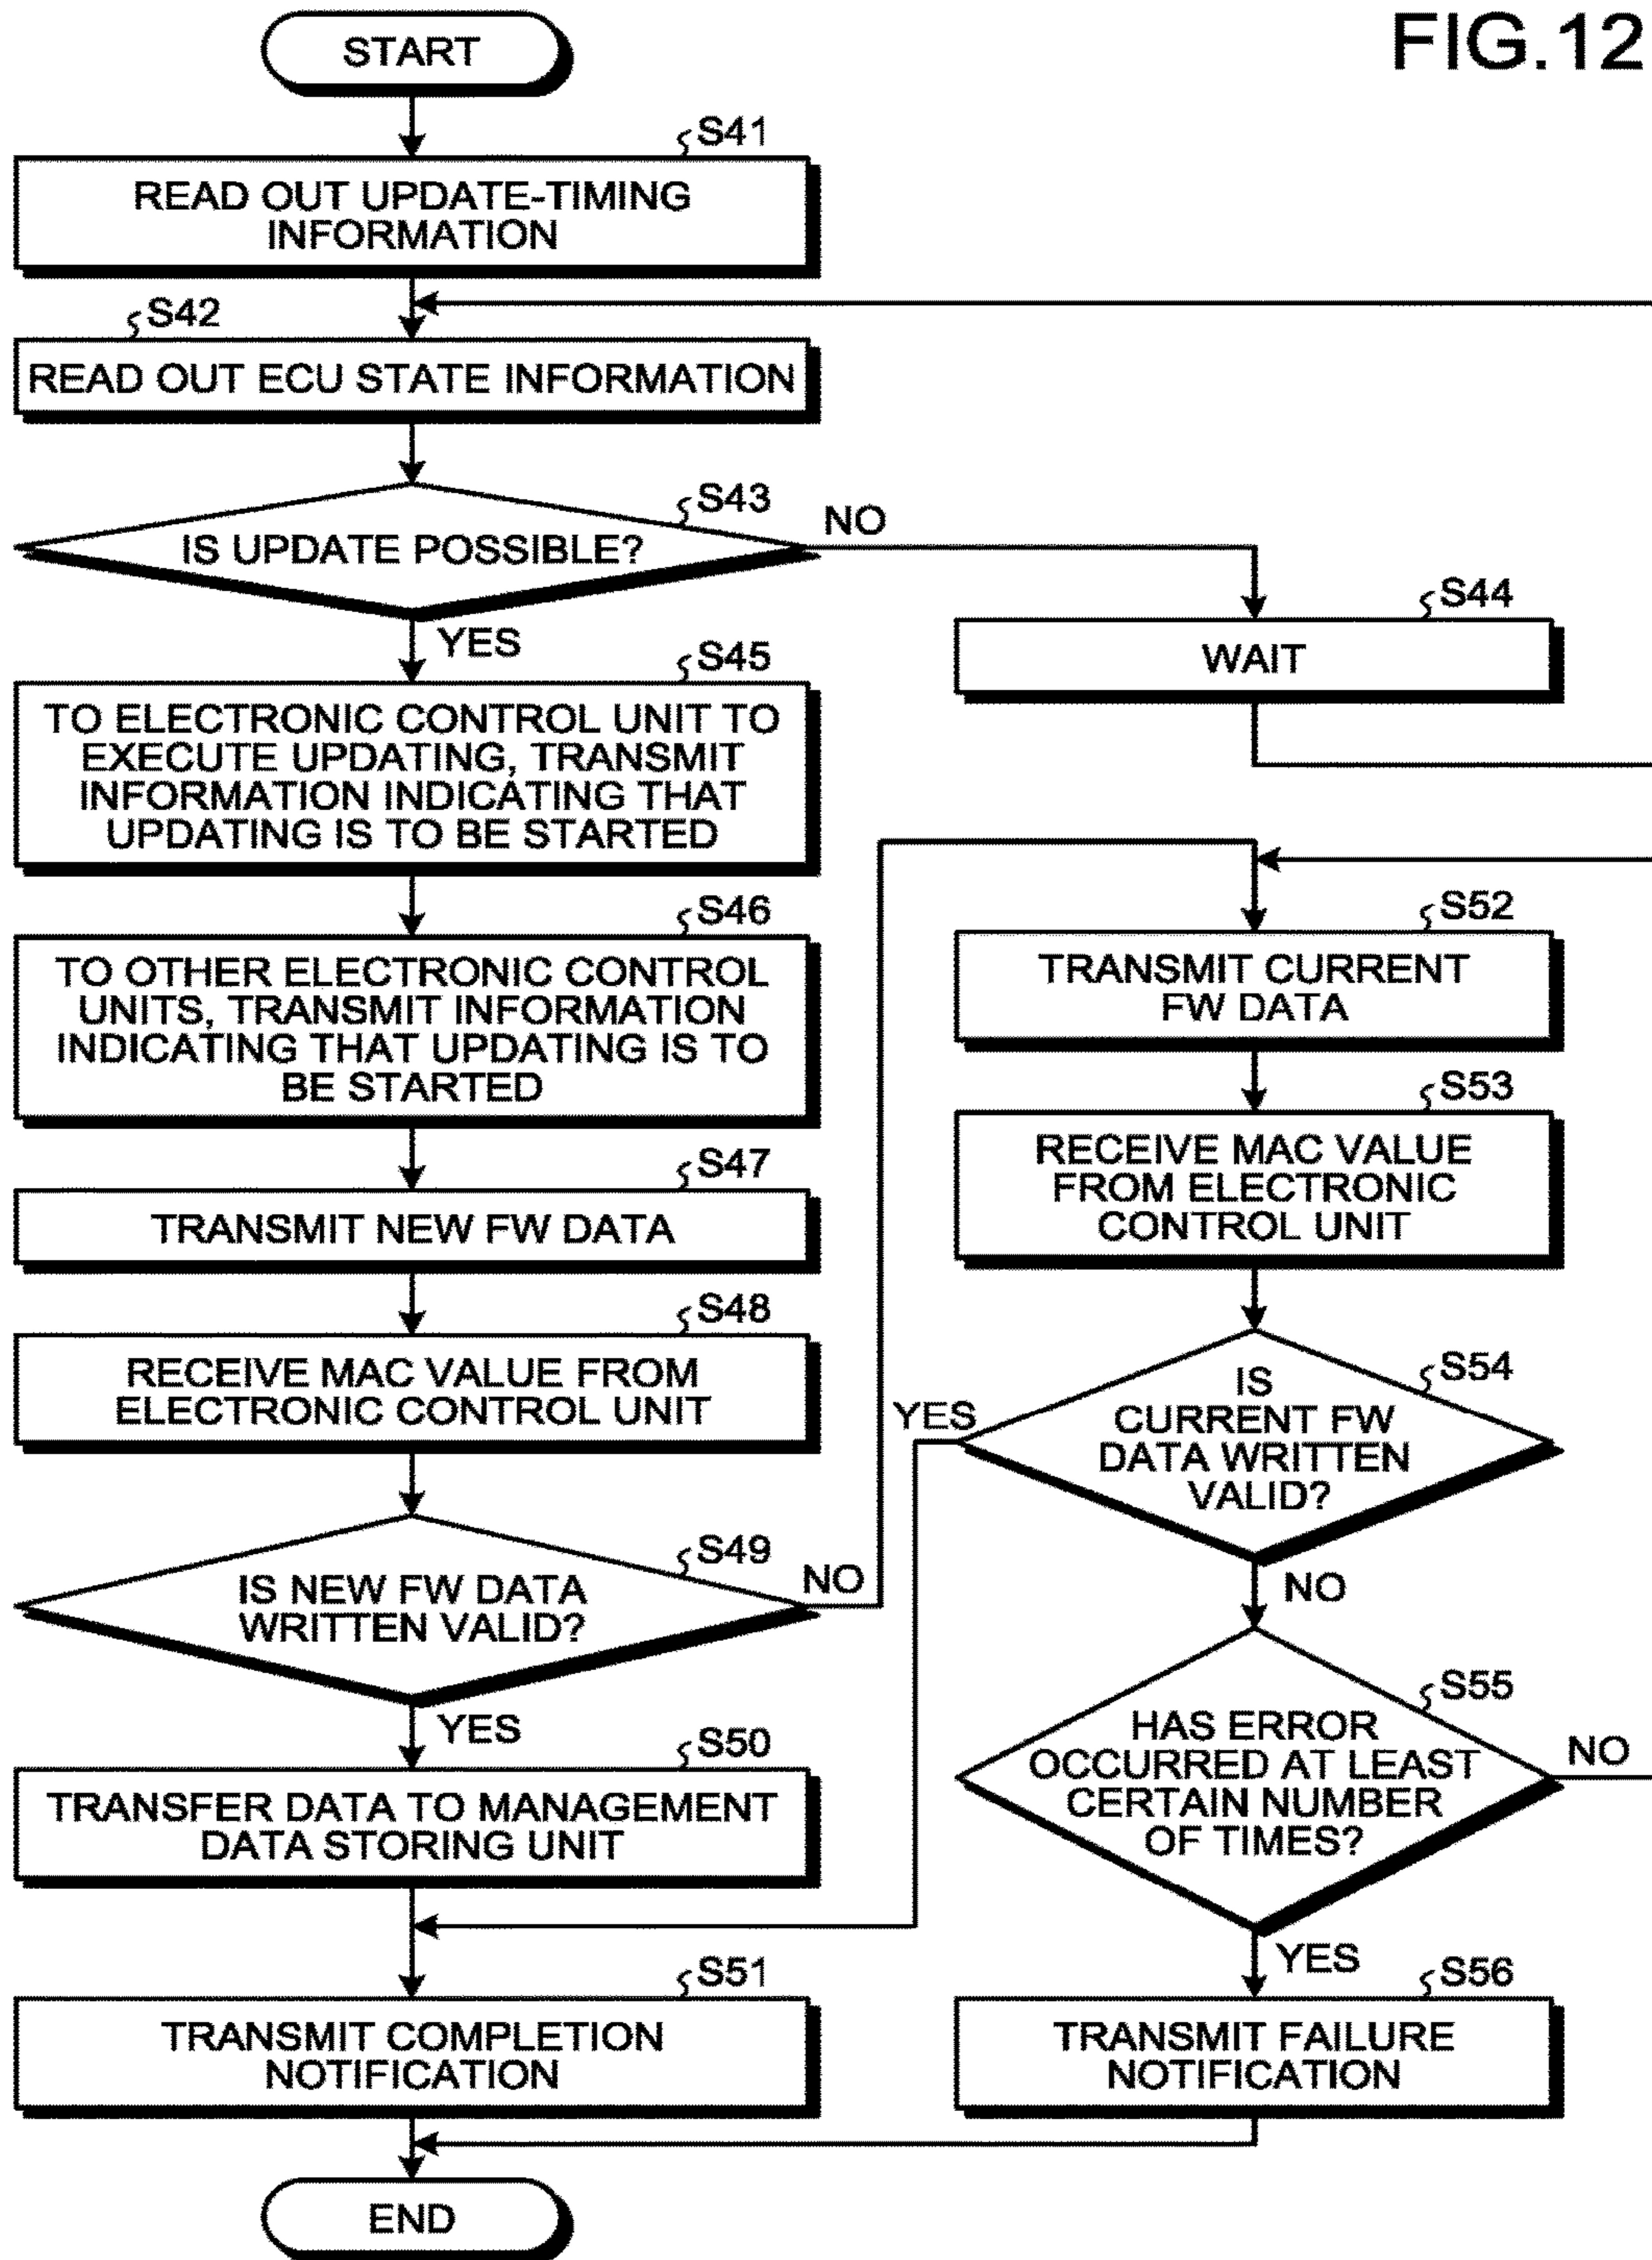 FIG.12
START
S41
READ OUT UPDATE-TIMING
INFORMATION
S42
READ OUT ECU STATE INFORMATION
S43
IS UPDATE POSSIBLE?
NO
YES
S44
WAIT
S45
TO ELECTRONIC CONTROL UNIT TO
EXECUTE UPDATING, TRANSMIT
INFORMATION INDICATING THAT
UPDATING IS TO BE STARTED
S46
TO OTHER ELECTRONIC CONTROL
UNITS, TRANSMIT INFORMATION
INDICATING THAT UPDATING IS TO
BE STARTED
S47
TRANSMIT NEW FW DATA
S48
RECEIVE MAC VALUE FROM
ELECTRONIC CONTROL UNIT
S49
IS NEW FW DATA
WRITTEN VALID?
NO
YES
S50
TRANSFER DATA TO MANAGEMENT
DATA STORING UNIT
S51
TRANSMIT COMPLETION
NOTIFICATION
S52
TRANSMIT CURRENT
FW DATA
S53
RECEIVE MAC VALUE
FROM ELECTRONIC
CONTROL UNIT
S54
IS
CURRENT FW
DATA WRITTEN
VALID?
YES
NO
S55
HAS ERROR
OCCURRED AT LEAST
CERTAIN NUMBER
OF TIMES?
NO
YES
S56
TRANSMIT FAILURE
NOTIFICATION
END